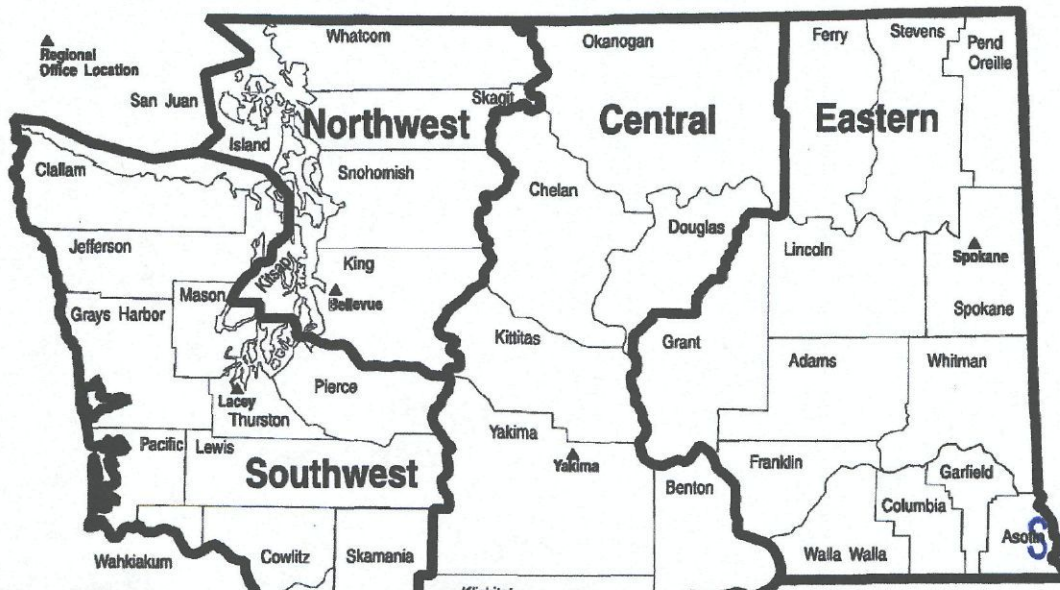 Whatcom
Okanogan
Ferry
Stevens
Pend
Oreille
Regional
Office Location
San Juan
Skagit
Northwest
Central
Eastern
Island
Clallam
Snohomish
Chelan
Douglas
Jefferson
King
Lincoln
Spokane
Kitsap
Mason
Bellevue
Grays Harbor
Spokane
Kittitas
Grant
Adams
Whitman
Pierce
Lacey
Thurston
Yakima
Pacific
Lewis
Yakima
Southwest
Franklin
Garfield
Benton
Columbia
Asotin
S
Wahkiakum
Cowlitz
Skamania
Walla Walla